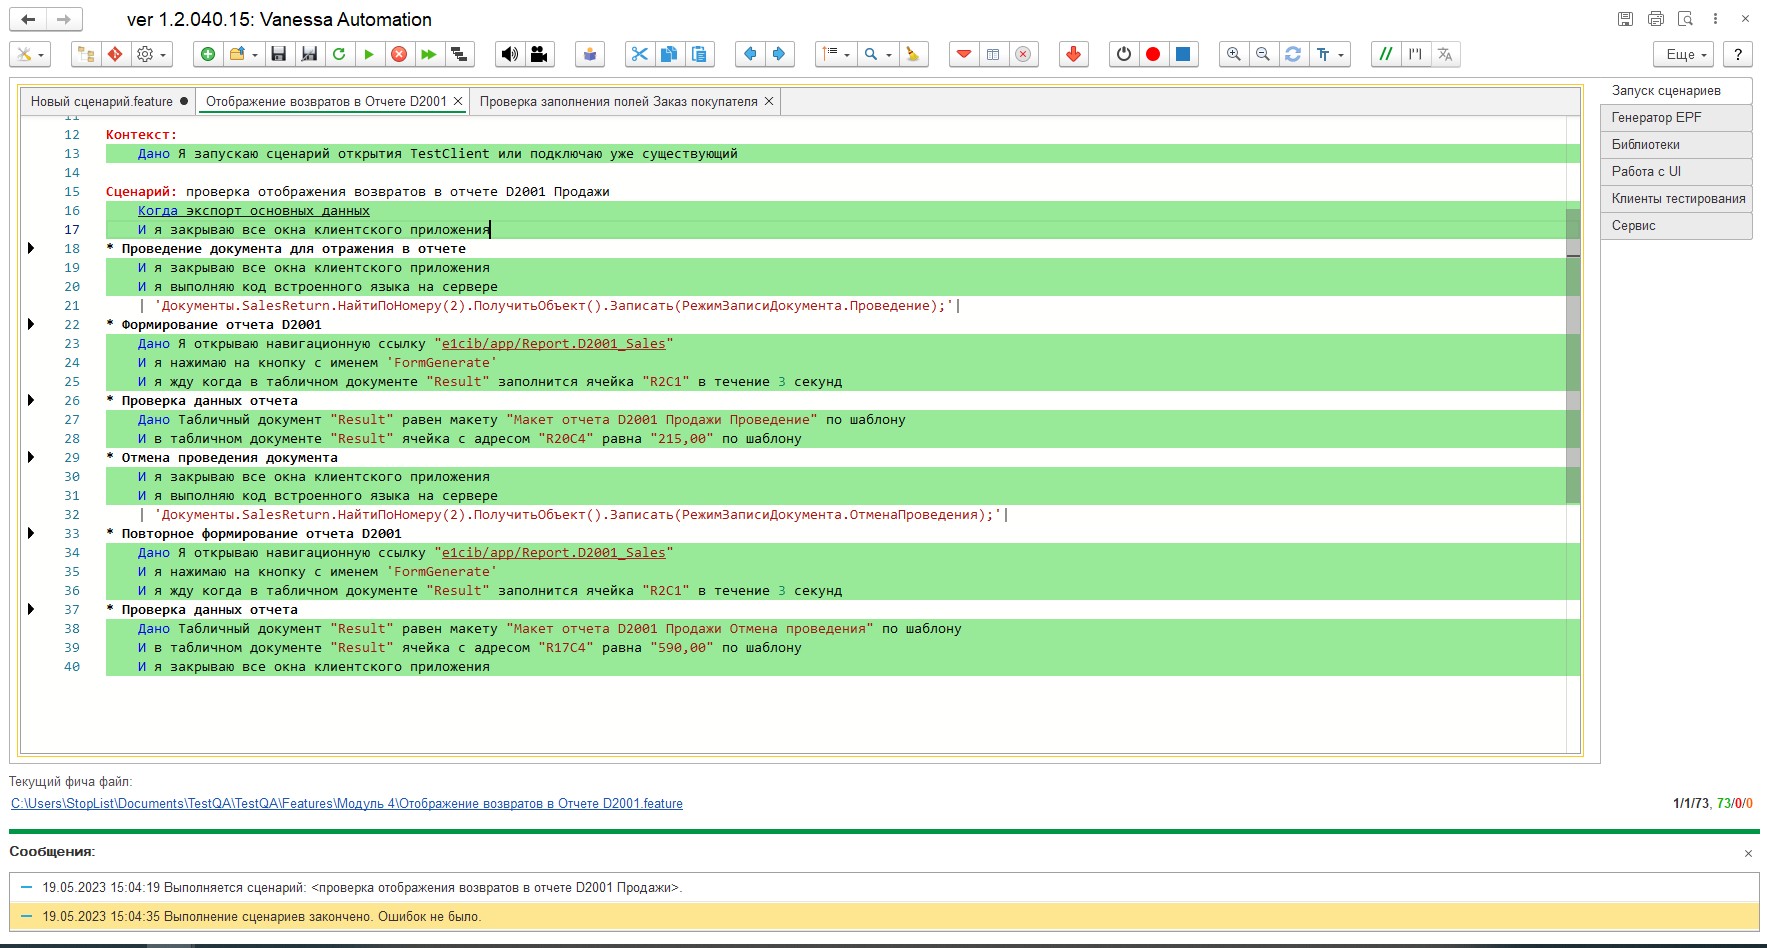 ver 1.2.040.15: Vanessa Automation
Еще
?
Новый сценарий.feature
Отображение возвратов в Отчете D2001
Проверка заполнения полей Заказ покупателя
11
12 Контекст:
13 Дано Я запускаю сценарий открытия TestClient или подключаю уже существующий
14
15 Сценарий: проверка отображения возвратов в отчете D2001 Продажи
16 Когда экспорт основных данных
17 И я закрываю все окна клиентского приложения
18 * Проведение документа для отражения в отчете
19 И я закрываю все окна клиентского приложения
20 И я выполняю код встроенного языка на сервере
21 | 'Документы.SalesReturn.НайтиПоНомеру(2).ПолучитьОбъект().Записать(РежимЗаписиДокумента.Проведение);'|
22 * Формирование отчета D2001
23 Дано Я открываю навигационную ссылку "e1cib/app/Report.D2001_Sales"
24 И я нажимаю на кнопку с именем 'FormGenerate'
25 И я жду когда в табличном документе "Result" заполнится ячейка "R2C1" в течение 3 секунд
26 * Проверка данных отчета
27 Дано Табличный документ "Result" равен макету "Макет отчета D2001 Продажи Проведение" по шаблону
28 И в табличном документе "Result" ячейка с адресом "R20C4" равна "215,00" по шаблону
29 * Отмена проведения документа
30 И я закрываю все окна клиентского приложения
31 И я выполняю код встроенного языка на сервере
32 | 'Документы.SalesReturn.НайтиПоНомеру(2).ПолучитьОбъект().Записать(РежимЗаписиДокумента.ОтменаПроведения);'|
33 * Повторное формирование отчета D2001
34 Дано Я открываю навигационную ссылку "e1cib/app/Report.D2001_Sales"
35 И я нажимаю на кнопку с именем 'FormGenerate'
36 И я жду когда в табличном документе "Result" заполнится ячейка "R2C1" в течение 3 секунд
37 * Проверка данных отчета
38 Дано Табличный документ "Result" равен макету "Макет отчета D2001 Продажи Отмена проведения" по шаблону
39 И в табличном документе "Result" ячейка с адресом "R17C4" равна "590,00" по шаблону
40 И я закрываю все окна клиентского приложения
Запуск сценариев
Генератор EPF
Библиотеки
Работа с UI
Клиенты тестирования
Сервис
Текущий фича файл:
C:\Users\StopList\Documents\TestQA\TestQA\Features\Модуль 4\Отображение возвратов в Отчете D2001.feature
1/1/73, 73/0/0
Сообщения:
19.05.2023 15:04:19 Выполняется сценарий: <проверка отображения возвратов в отчете D2001 Продажи>.
19.05.2023 15:04:35 Выполнение сценариев закончено. Ошибок не было.